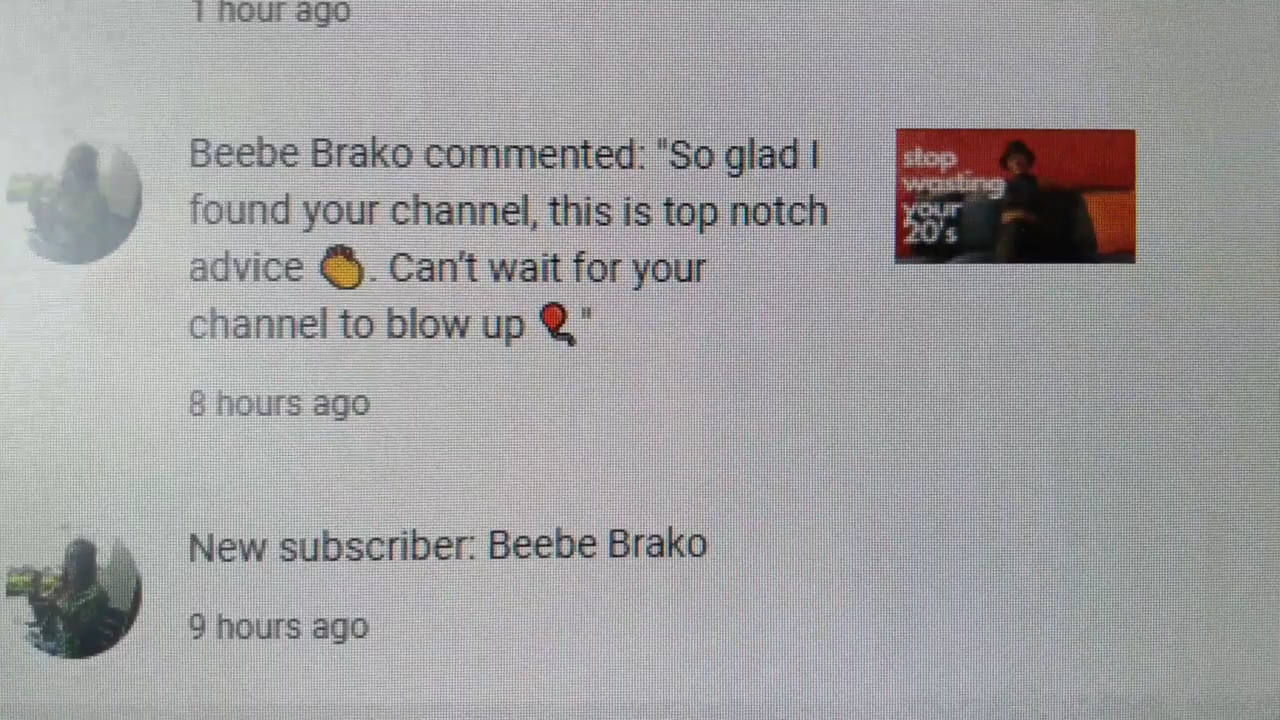 1 hour ago
Beebe Brako commented: "So glad I
found your channel, this is top notch
advice 👏. Can't wait for your
channel to blow up 🎈"
8 hours ago
stop
wasting
your
20's
New subscriber: Beebe Brako
9 hours ago